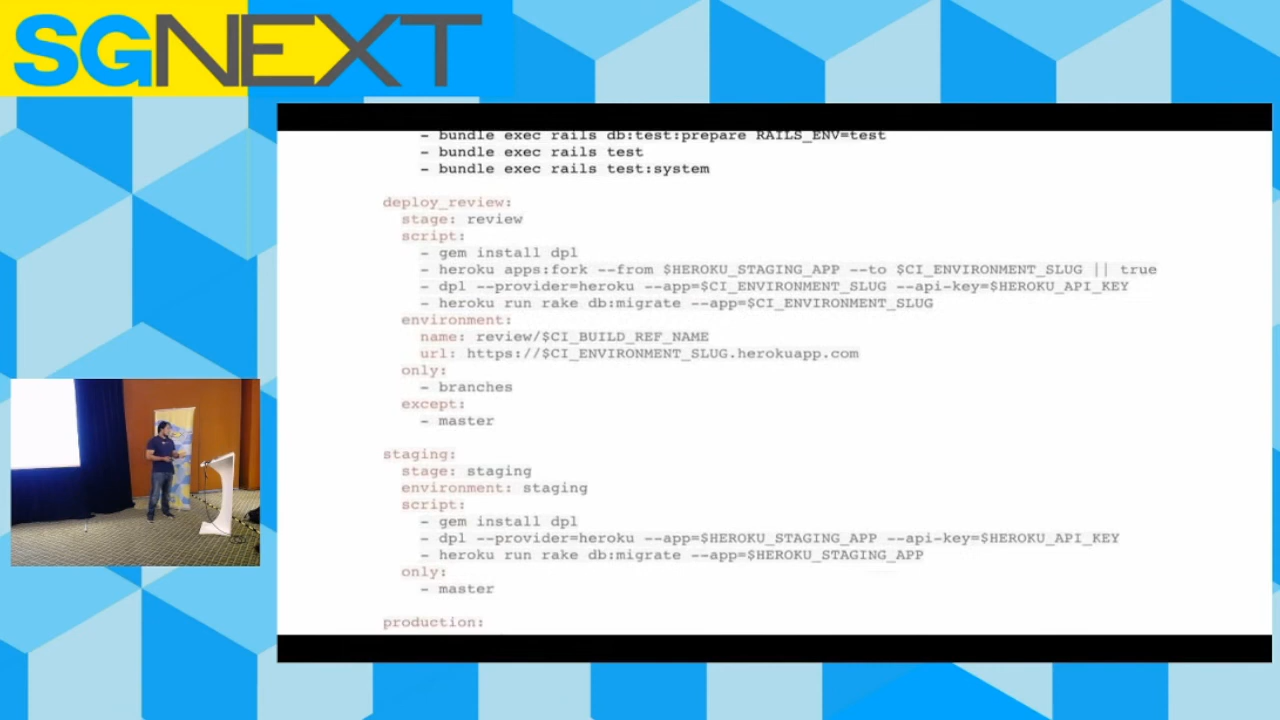 SGNEXT
- bundle exec rails db:test:prepare RAILS_ENV=test
- bundle exec rails test
- bundle exec rails test:system
deploy_review:
stage: review
script:
- gem install dpl
- heroku apps:fork --from $HEROKU_STAGING_APP --to $CI_ENVIRONMENT_SLUG || true
- dpl --provider=heroku --app=$CI_ENVIRONMENT_SLUG --api-key=$HEROKU_API_KEY
- heroku run rake db:migrate --app=$CI_ENVIRONMENT_SLUG
environment:
name: review/$CI_BUILD_REF_NAME
url: https://$CI_ENVIRONMENT_SLUG.herokuapp.com
only:
- branches
except:
- master
staging:
stage: staging
environment: staging
script:
- gem install dpl
- dpl --provider=heroku --app=$HEROKU_STAGING_APP --api-key=$HEROKU_API_KEY
- heroku run rake db:migrate --app=$HEROKU_STAGING_APP
only:
- master
production: